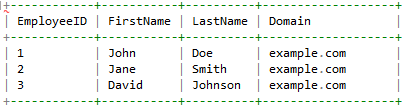 +------------+-----------+----------+-----------------+
| EmployeeID | FirstName | LastName | Domain          |
+------------+-----------+----------+-----------------+
| 1          | John      | Doe      | example.com     |
| 2          | Jane      | Smith    | example.com     |
| 3          | David     | Johnson  | example.com     |
+------------+-----------+----------+-----------------+